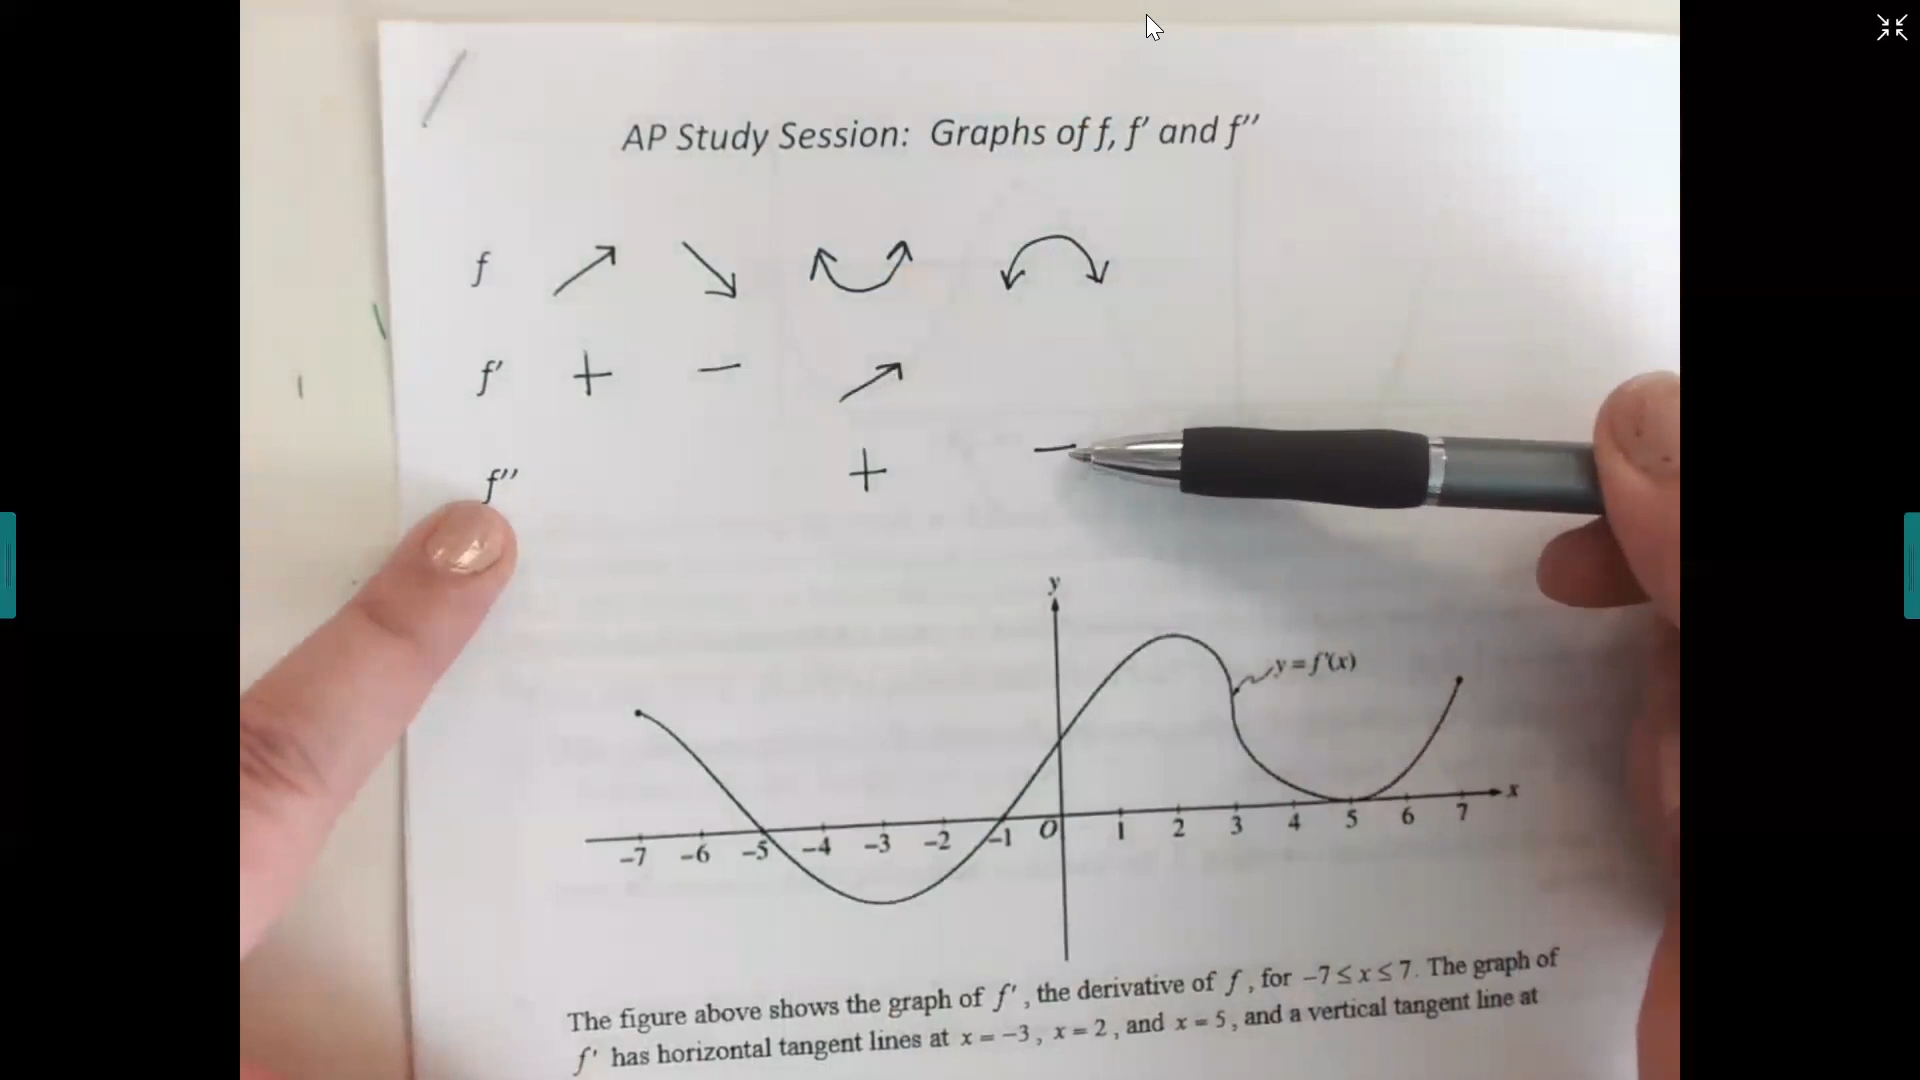 AP Study Session: Graphs of f, f' and f''
f
f' + −
f'' + −
y
y = f'(x)
x
−7 −6 −5 −4 −3 −2 −1 O 1 2 3 4 5 6 7
The figure above shows the graph of f', the derivative of f, for −7 ≤ x ≤ 7. The graph of
f' has horizontal tangent lines at x = −3, x = 2, and x = 5, and a vertical tangent line at